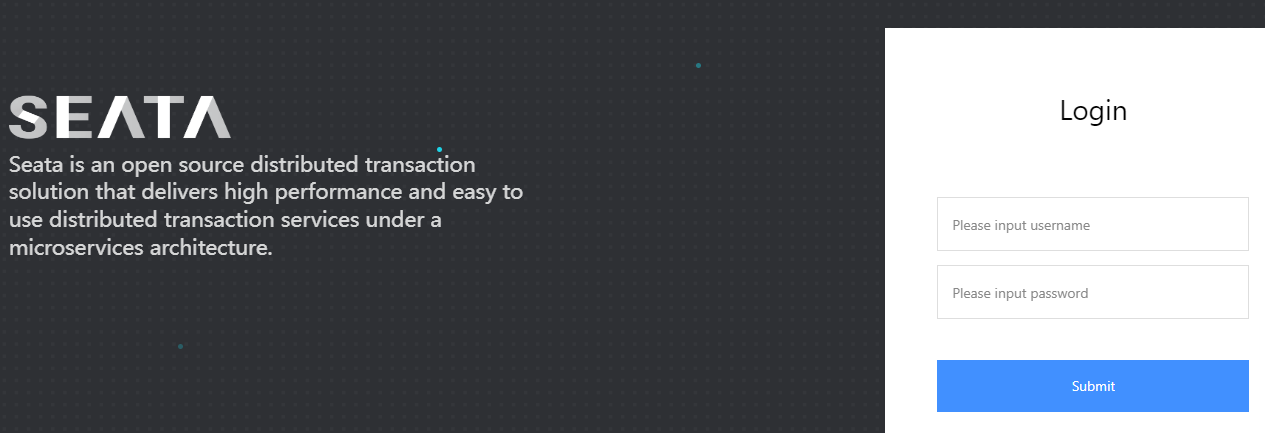 SEATA
Seata is an open source distributed transaction
solution that delivers high performance and easy to
use distributed transaction services under a
microservices architecture.
Login
Please input username
Please input password
Submit